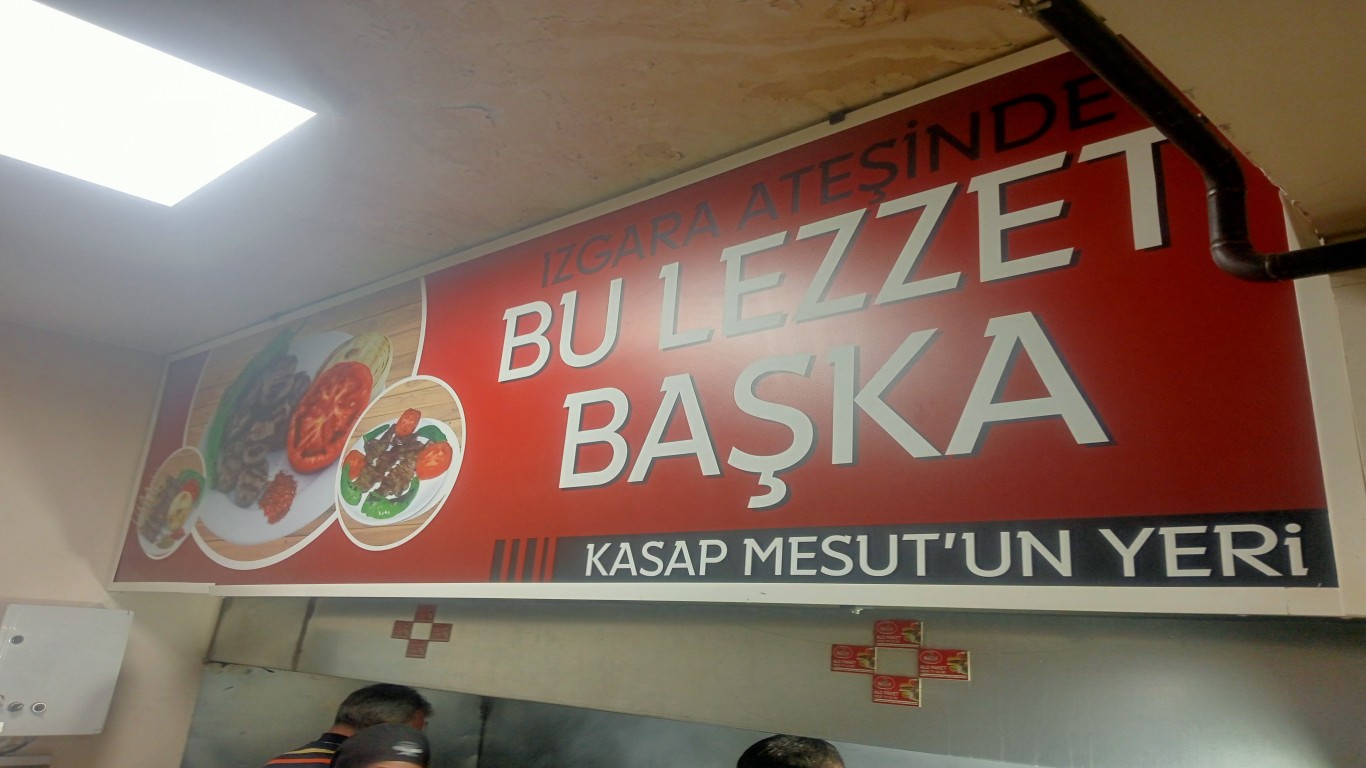 IZGARA ATEŞİNDE
BU LEZZET
BAŞKA
KASAP MESUT'UN YERİ